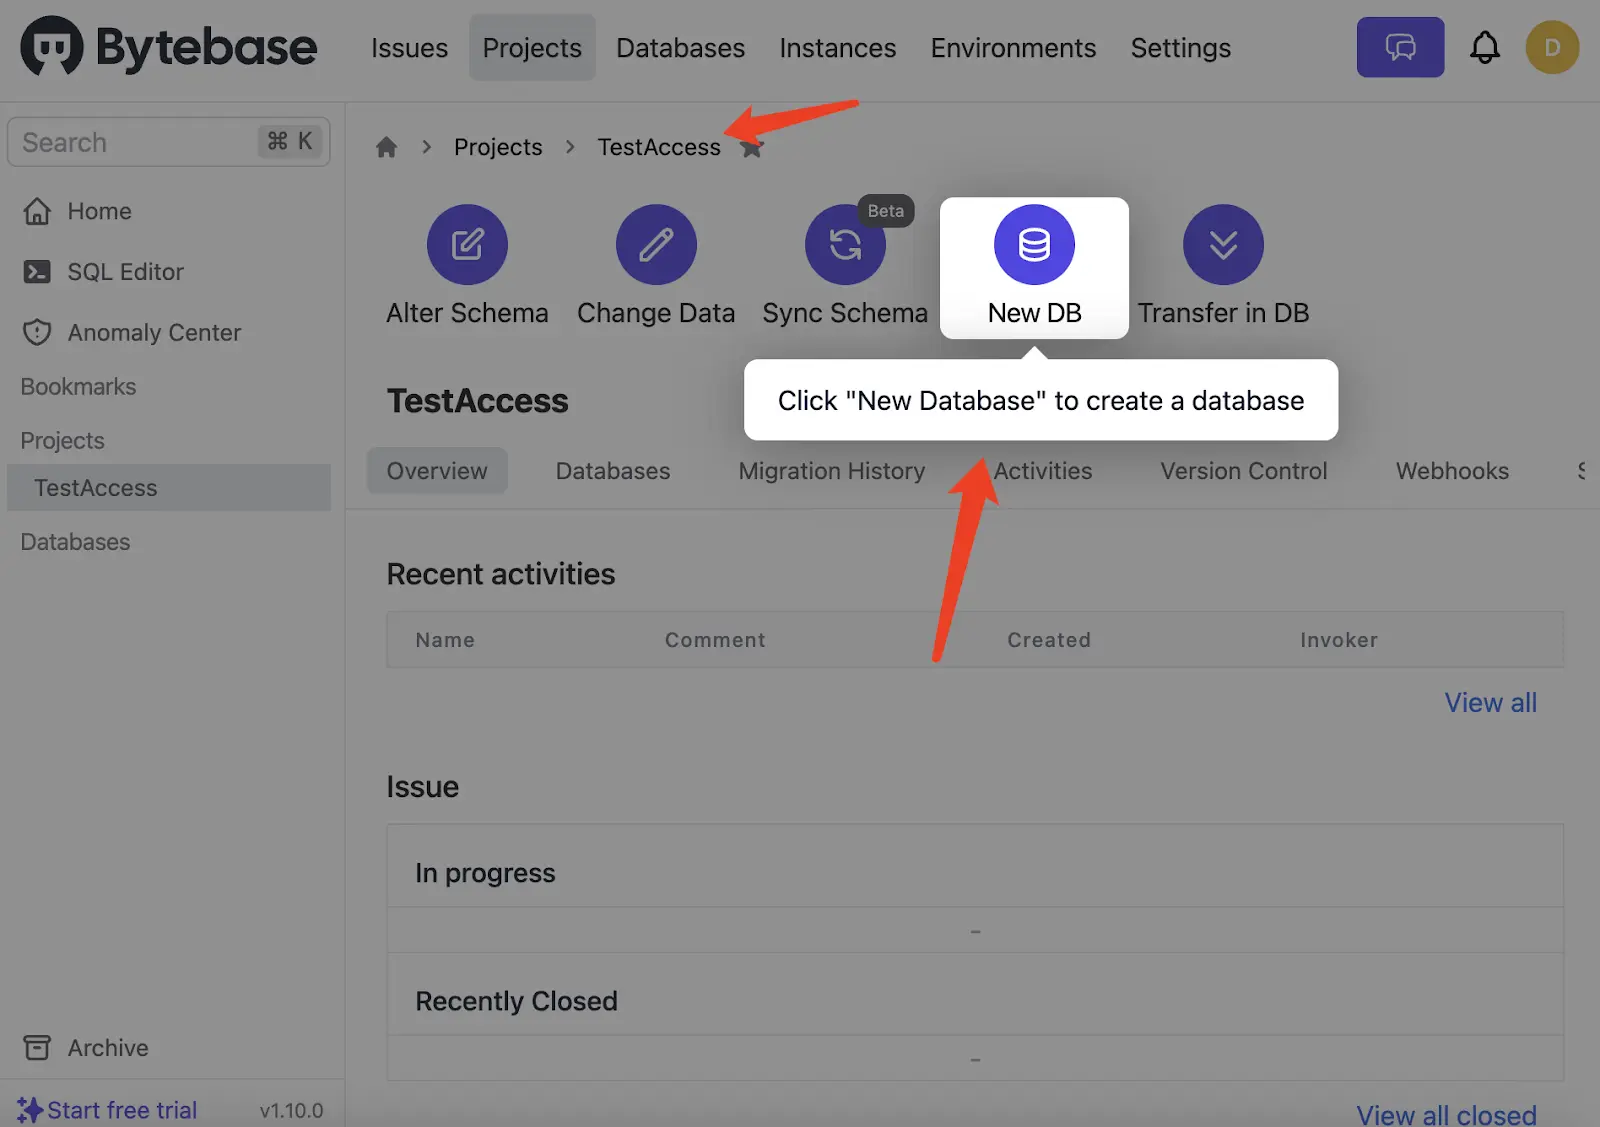 Bytebase Issues Projects Databases Instances Environments Settings D
Search ⌘ K
Home
SQL Editor
Anomaly Center
Bookmarks
Projects
TestAccess
Databases
Archive
Start free trial v1.10.0
Projects > TestAccess
Beta
Alter Schema Change Data Sync Schema New DB Transfer in DB
Click "New Database" to create a database
TestAccess
Overview Databases Migration History Activities Version Control Webhooks
Recent activities
Name Comment Created Invoker
View all
Issue
In progress
-
Recently Closed
-
View all closed